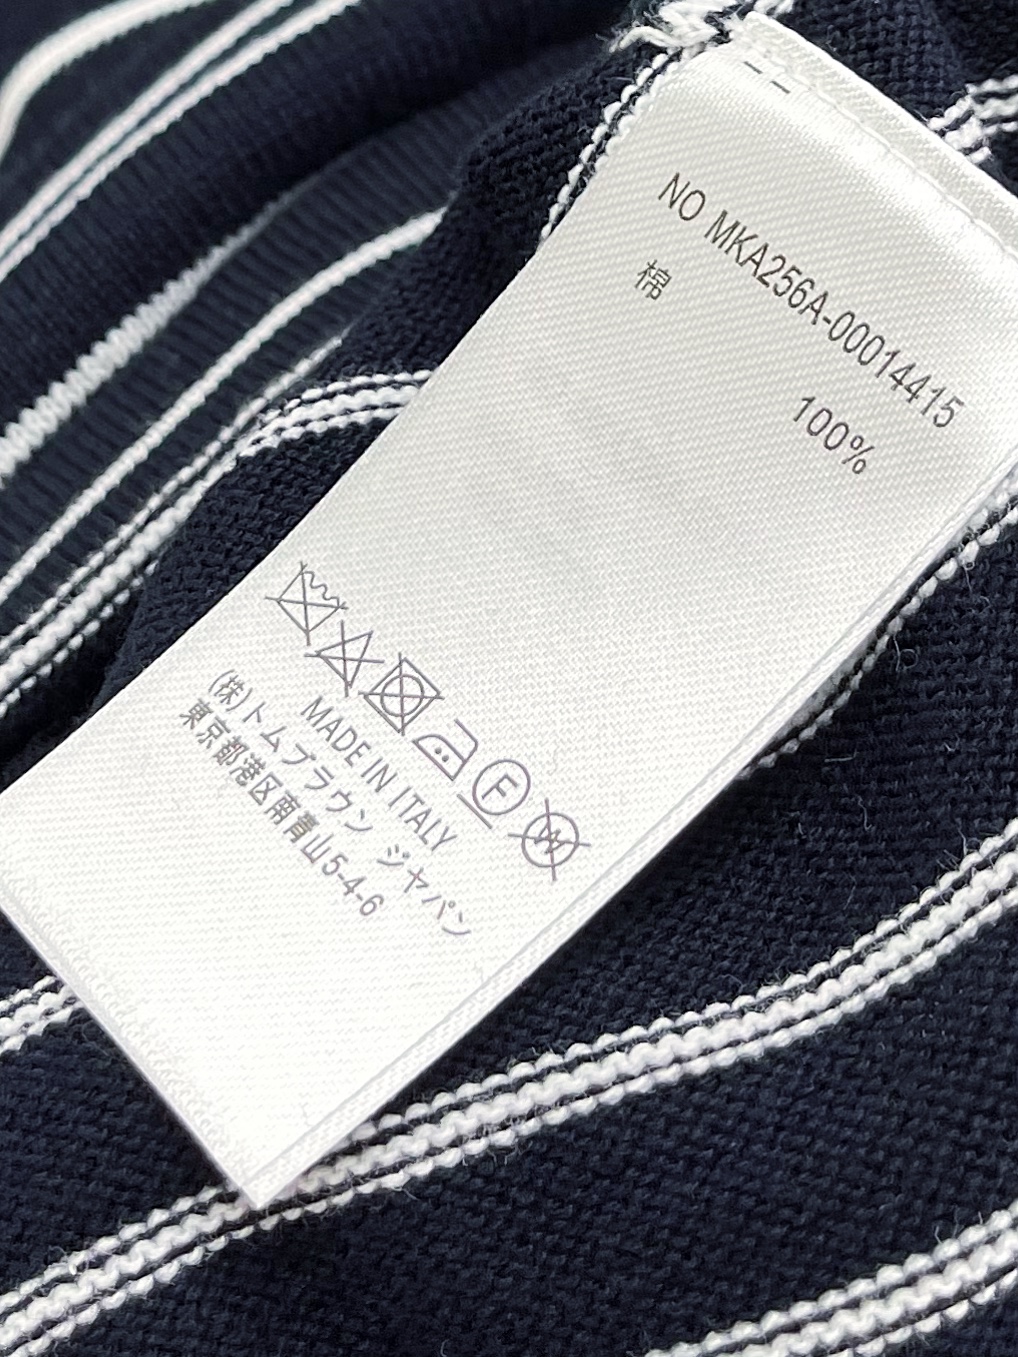 NO MKA256A-00014415
棉 100%
F W
MADE IN ITALY
(株)トムブラウン ジャパン
東京都港区南青山5-4-6